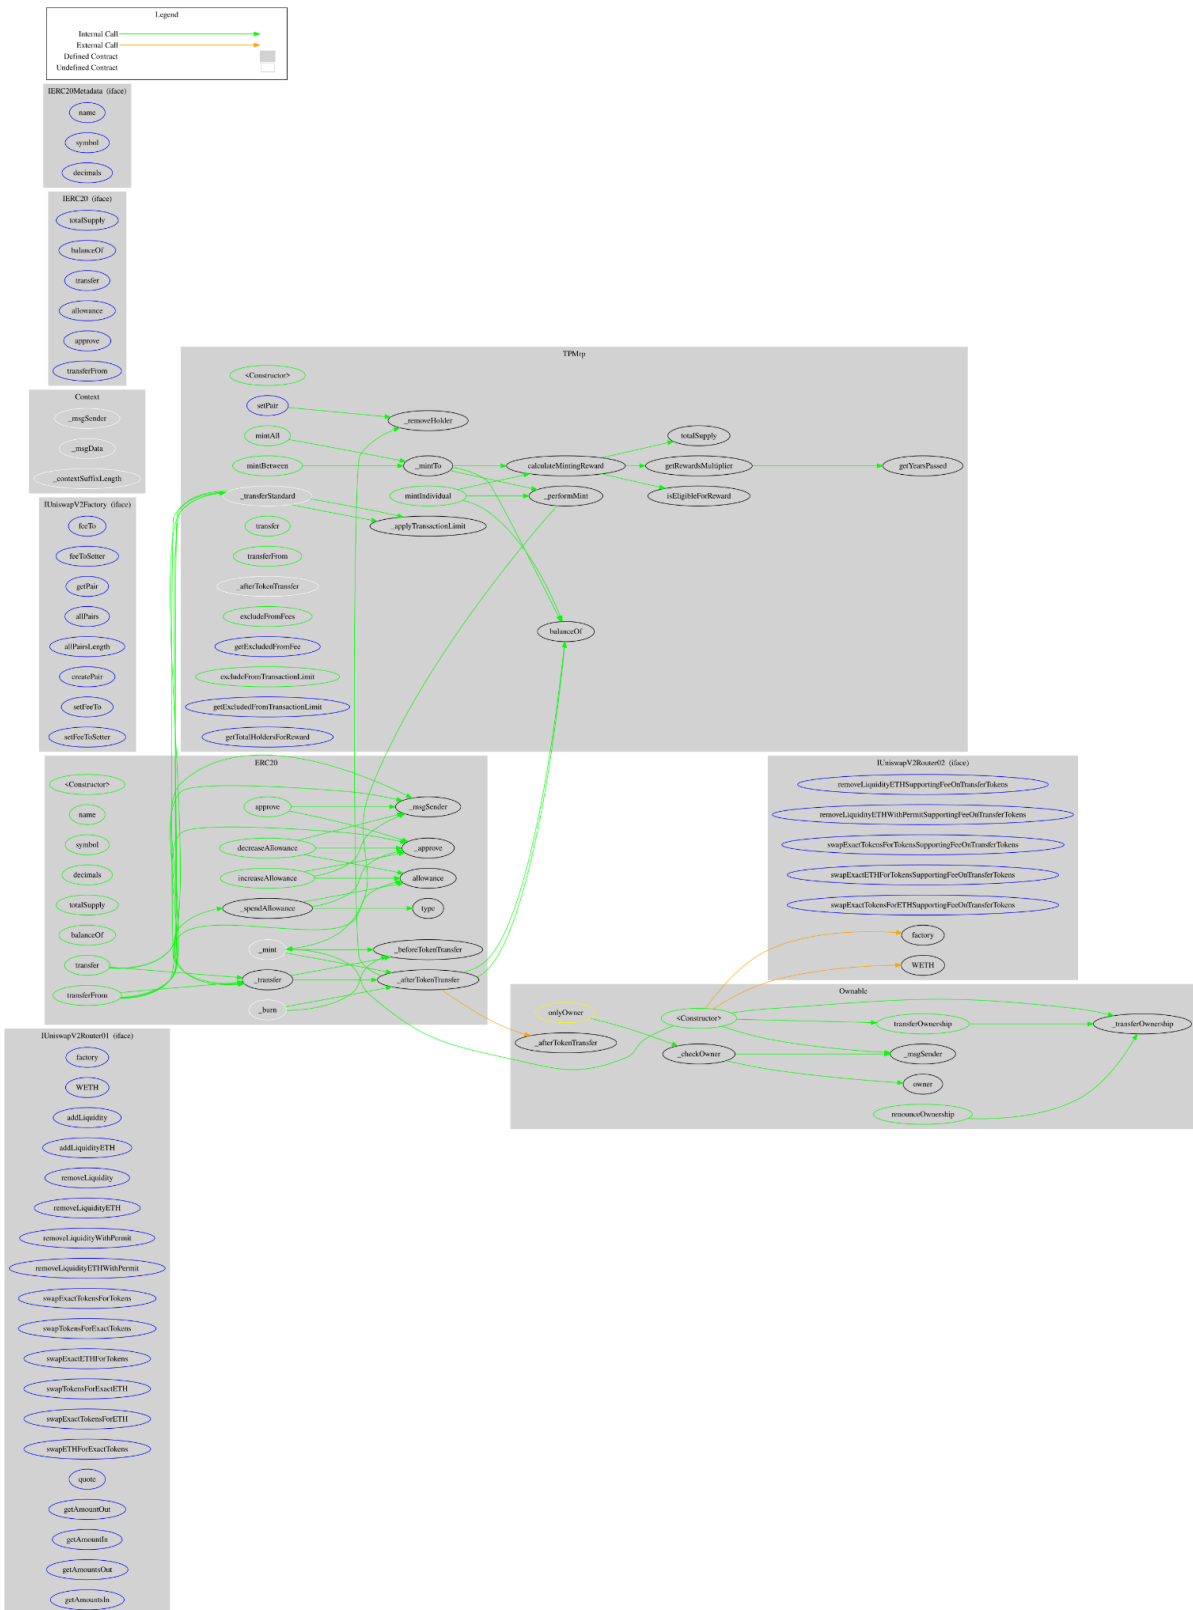 Legend
Internal Call
External Call
Defined Contract
Undefined Contract
IERC20Metadata (iface)
name
symbol
decimals
IERC20 (iface)
totalSupply
balanceOf
transfer
allowance
approve
transferFrom
Context
_msgSender
_msgData
_contextSuffixLength
IUniswapV2Factory (iface)
feeTo
feeToSetter
getPair
allPairs
allPairsLength
createPair
setFeeTo
setFeeToSetter
TPMrp
<Constructor>
setPair
mintAll
mintBetween
_transferStandard
transfer
transferFrom
_afterTokenTransfer
excludeFromFees
getExcludedFromFee
excludeFromTransactionLimit
getExcludedFromTransactionLimit
getTotalHoldersForReward
_removeHolder
_mintTo
mintIndividual
_applyTransactionLimit
calculateMintingReward
_performMint
balanceOf
totalSupply
getRewardsMultiplier
isEligibleForReward
getYearsPassed
ERC20
<Constructor>
name
symbol
decimals
totalSupply
balanceOf
transfer
transferFrom
approve
decreaseAllowance
increaseAllowance
_spendAllowance
_mint
_transfer
_burn
_msgSender
_approve
allowance
type
_beforeTokenTransfer
_afterTokenTransfer
IUniswapV2Router02 (iface)
removeLiquidityETHSupportingFeeOnTransferTokens
removeLiquidityETHWithPermitSupportingFeeOnTransferTokens
swapExactTokensForTokensSupportingFeeOnTransferTokens
swapExactETHForTokensSupportingFeeOnTransferTokens
swapExactTokensForETHSupportingFeeOnTransferTokens
factory
WETH
Ownable
onlyOwner
_afterTokenTransfer
<Constructor>
_checkOwner
transferOwnership
_msgSender
owner
renounceOwnership
_transferOwnership
IUniswapV2Router01 (iface)
factory
WETH
addLiquidity
addLiquidityETH
removeLiquidity
removeLiquidityETH
removeLiquidityWithPermit
removeLiquidityETHWithPermit
swapExactTokensForTokens
swapTokensForExactTokens
swapExactETHForTokens
swapTokensForExactETH
swapExactTokensForETH
swapETHForExactTokens
quote
getAmountOut
getAmountIn
getAmountsOut
getAmountsIn